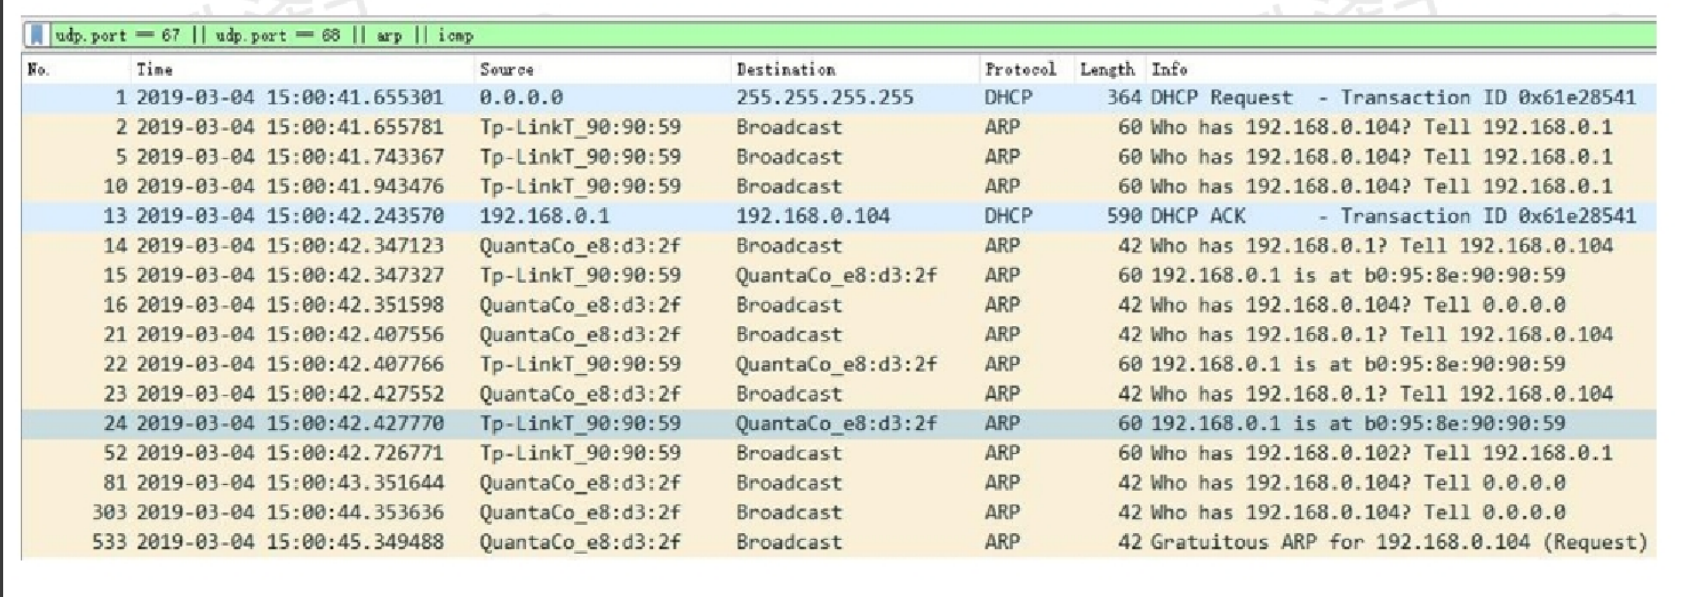 udp.port == 67 || udp.port == 68 || arp || icmp
No. Time Source Destination Protocol Length Info
1 2019-03-04 15:00:41.655301 0.0.0.0 255.255.255.255 DHCP 364 DHCP Request - Transaction ID 0x61e28541
2 2019-03-04 15:00:41.655781 Tp-LinkT_90:90:59 Broadcast ARP 60 Who has 192.168.0.104? Tell 192.168.0.1
5 2019-03-04 15:00:41.743367 Tp-LinkT_90:90:59 Broadcast ARP 60 Who has 192.168.0.104? Tell 192.168.0.1
10 2019-03-04 15:00:41.943476 Tp-LinkT_90:90:59 Broadcast ARP 60 Who has 192.168.0.104? Tell 192.168.0.1
13 2019-03-04 15:00:42.243570 192.168.0.1 192.168.0.104 DHCP 590 DHCP ACK - Transaction ID 0x61e28541
14 2019-03-04 15:00:42.347123 QuantaCo_e8:d3:2f Broadcast ARP 42 Who has 192.168.0.1? Tell 192.168.0.104
15 2019-03-04 15:00:42.347327 Tp-LinkT_90:90:59 QuantaCo_e8:d3:2f ARP 60 192.168.0.1 is at b0:95:8e:90:90:59
16 2019-03-04 15:00:42.351598 QuantaCo_e8:d3:2f Broadcast ARP 42 Who has 192.168.0.104? Tell 0.0.0.0
21 2019-03-04 15:00:42.407556 QuantaCo_e8:d3:2f Broadcast ARP 42 Who has 192.168.0.1? Tell 192.168.0.104
22 2019-03-04 15:00:42.407766 Tp-LinkT_90:90:59 QuantaCo_e8:d3:2f ARP 60 192.168.0.1 is at b0:95:8e:90:90:59
23 2019-03-04 15:00:42.427552 QuantaCo_e8:d3:2f Broadcast ARP 42 Who has 192.168.0.1? Tell 192.168.0.104
24 2019-03-04 15:00:42.427770 Tp-LinkT_90:90:59 QuantaCo_e8:d3:2f ARP 60 192.168.0.1 is at b0:95:8e:90:90:59
52 2019-03-04 15:00:42.726771 Tp-LinkT_90:90:59 Broadcast ARP 60 Who has 192.168.0.102? Tell 192.168.0.1
81 2019-03-04 15:00:43.351644 QuantaCo_e8:d3:2f Broadcast ARP 42 Who has 192.168.0.104? Tell 0.0.0.0
303 2019-03-04 15:00:44.353636 QuantaCo_e8:d3:2f Broadcast ARP 42 Who has 192.168.0.104? Tell 0.0.0.0
533 2019-03-04 15:00:45.349488 QuantaCo_e8:d3:2f Broadcast ARP 42 Gratuitous ARP for 192.168.0.104 (Request)